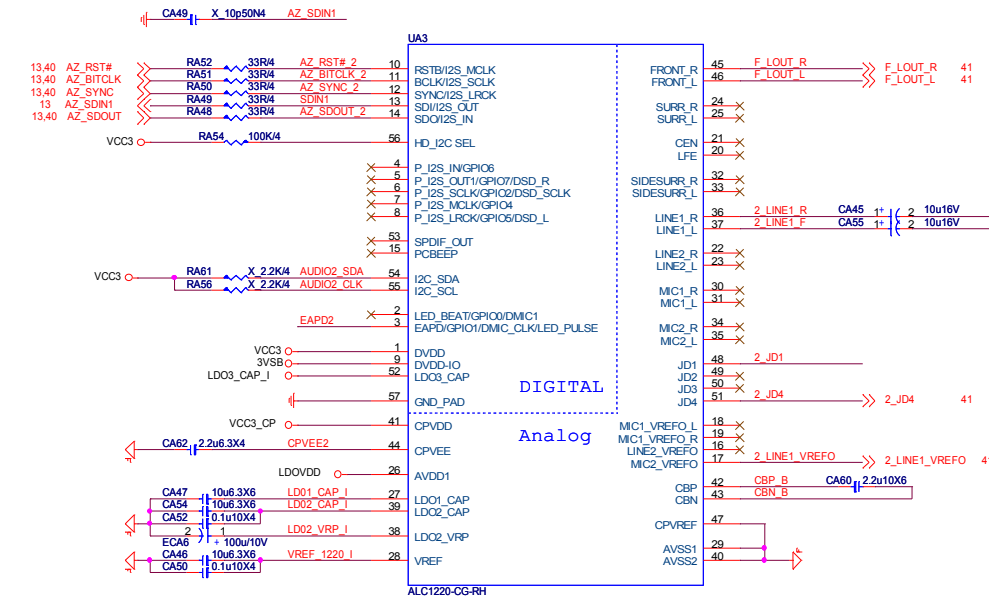 CA49 X_10p50N4 AZ_SDIN1
UA3
13,40 AZ_RST# RA52 33R/4 AZ_RST#_2 10 RSTB/I2S_MCLK FRONT_R 45 F_LOUT_R F_LOUT_R 41
13,40 AZ_BITCLK RA51 33R/4 AZ_BITCLK_2 11 BCLK/I2S_SCLK FRONT_L 46 F_LOUT_L F_LOUT_L 41
13,40 AZ_SYNC RA50 33R/4 AZ_SYNC_2 12 SYNC/I2S_LRCK
13 AZ_SDIN1 RA49 33R/4 SDIN1 13 SDI/I2S_OUT SURR_R 24
13,40 AZ_SDOUT RA48 33R/4 AZ_SDOUT_2 14 SDO/I2S_IN SURR_L 25
VCC3 RA54 100K/4 56 HD_I2C SEL CEN 21
LFE 20
4 P_I2S_IN/GPIO6
5 P_I2S_OUT1/GPIO7/DSD_R SIDESURR_R 32
6 P_I2S_SCLK/GPIO2/DSD_SCLK SIDESURR_L 33
7 P_I2S_MCLK/GPIO4
8 P_I2S_LRCK/GPIO5/DSD_L LINE1_R 36 2_LINE1_R CA45 1 + 2 10u16V
LINE1_L 37 2_LINE1_F CA55 1 + 2 10u16V
53 SPDIF_OUT
15 PCBEEP LINE2_R 22
LINE2_L 23
VCC3 RA61 X_2.2K/4 AUDIO2_SDA 54 I2C_SDA
RA56 X_2.2K/4 AUDIO2_CLK 55 I2C_SCL MIC1_R 30
MIC1_L 31
2 LED_BEAT/GPIO0/DMIC1
EAPD2 3 EAPD/GPIO1/DMIC_CLK/LED_PULSE MIC2_R 34
MIC2_L 35
VCC3 1 DVDD
3VSB 9 DVDD-IO JD1 48 2_JD1
LDO3_CAP_I 52 LDO3_CAP JD2 49
DIGITAL JD3 50
57 GND_PAD JD4 51 2_JD4 2_JD4 41
VCC3_CP 41 CPVDD MIC1_VREFO_L 18
Analog MIC1_VREFO_R 19
CA62 2.2u6.3X4 CPVEE2 44 CPVEE LINE2_VREFO 16
MIC2_VREFO 17 2_LINE1_VREFO 2_LINE1_VREFO 41
LDOVDD 26 AVDD1
CBP 42 CBP_B CA60 2.2u10X6
CA47 10u6.3X6 LD01_CAP_I 27 LDO1_CAP CBN 43 CBN_B
CA54 10u6.3X6 LD02_CAP_I 39 LDO2_CAP
CA52 0.1u10X4 CPVREF 47
ECA6 2 1 + 100u/10V LD02_VRP_I 38 LDO2_VRP
CA46 10u6.3X6 VREF_1220_I 28 VREF AVSS1 29
CA50 0.1u10X4 AVSS2 40
ALC1220-CG-RH